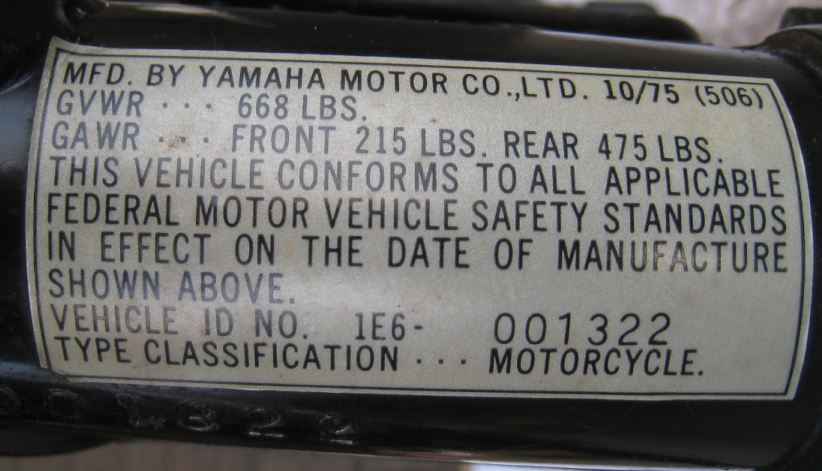 MFD. BY YAMAHA MOTOR CO.,LTD. 10/75 (506)
GVWR ··· 668 LBS.
GAWR ··· FRONT 215 LBS. REAR 475 LBS.
THIS VEHICLE CONFORMS TO ALL APPLICABLE
FEDERAL MOTOR VEHICLE SAFETY STANDARDS
IN EFFECT ON THE DATE OF MANUFACTURE
SHOWN ABOVE.
VEHICLE ID NO. 1E6- 001322
TYPE CLASSIFICATION ··· MOTORCYCLE.